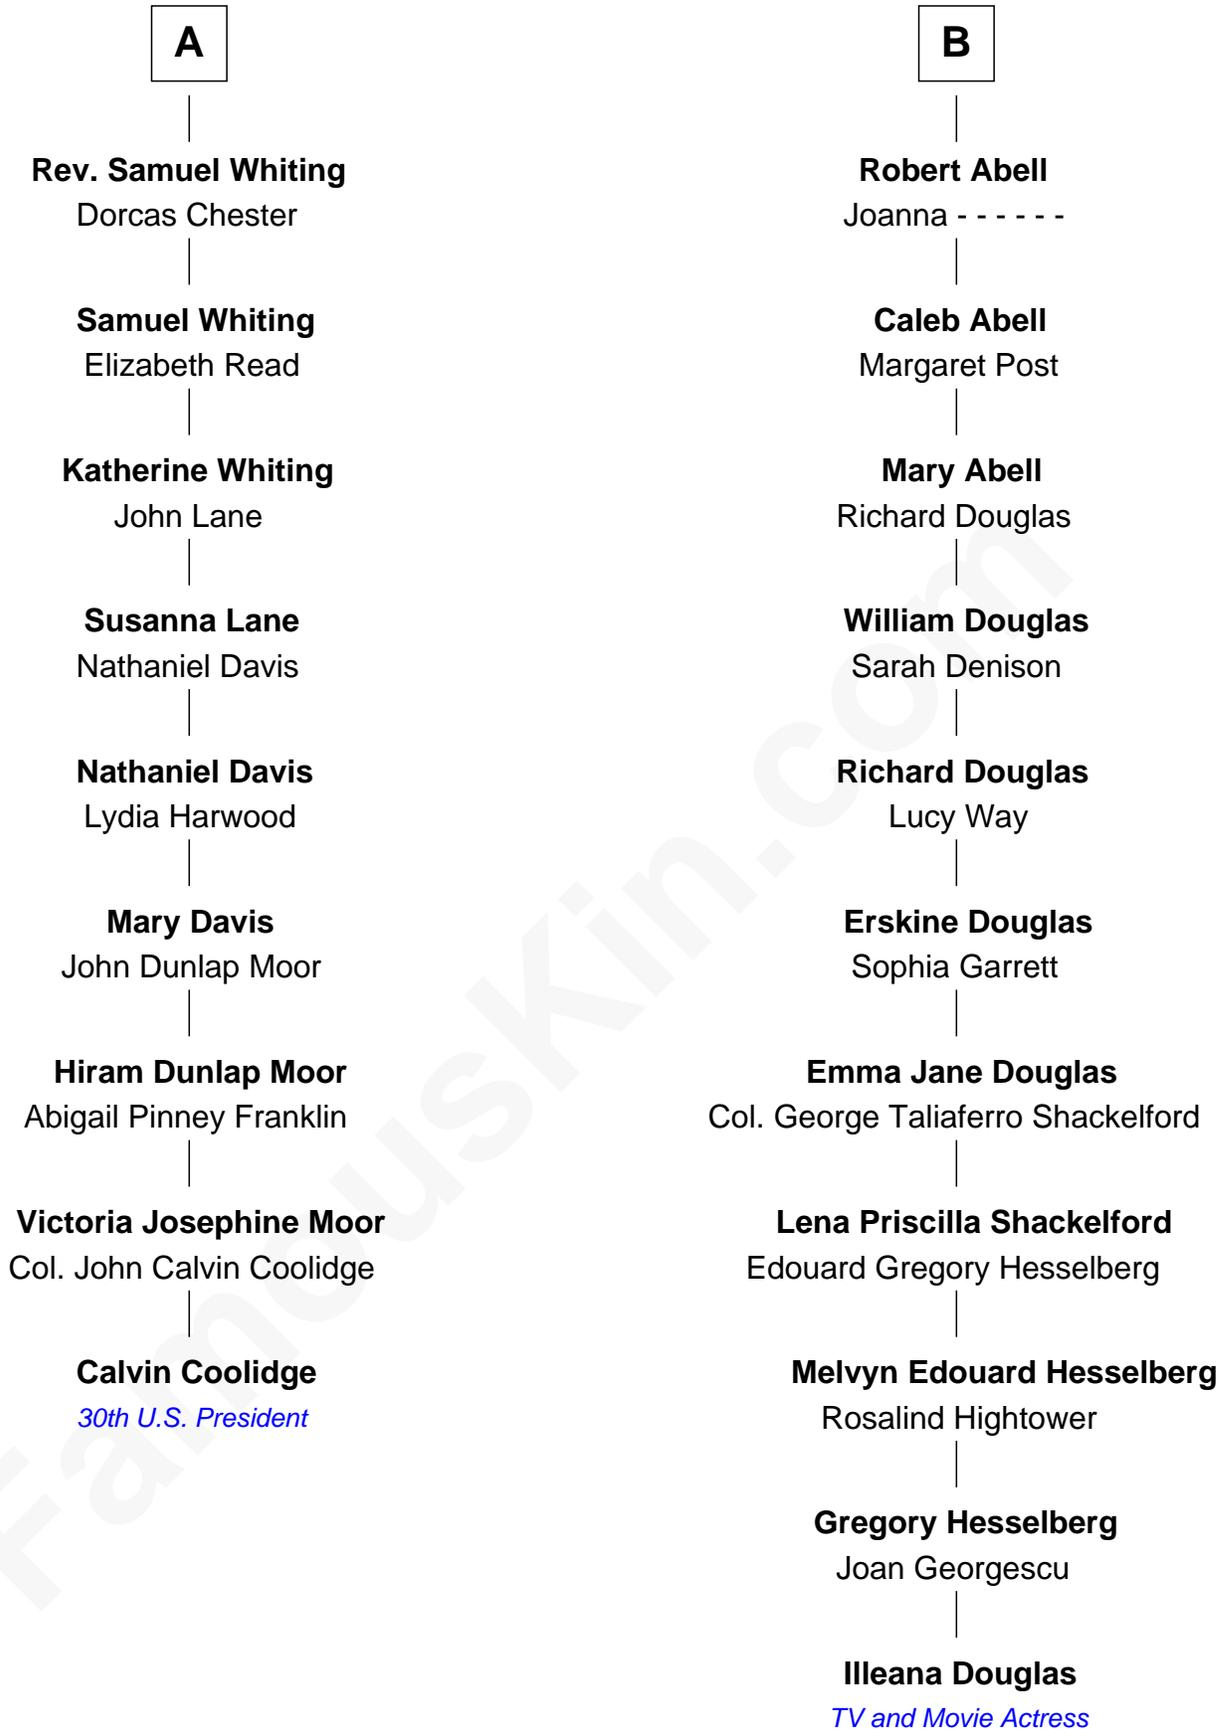 A
Rev. Samuel Whiting
Dorcas Chester
Samuel Whiting
Elizabeth Read
Katherine Whiting
John Lane
Susanna Lane
Nathaniel Davis
Nathaniel Davis
Lydia Harwood
Mary Davis
John Dunlap Moor
Hiram Dunlap Moor
Abigail Pinney Franklin
Victoria Josephine Moor
Col. John Calvin Coolidge
Calvin Coolidge
30th U.S. President
B
Robert Abell
Joanna - - - - - -
Caleb Abell
Margaret Post
Mary Abell
Richard Douglas
William Douglas
Sarah Denison
Richard Douglas
Lucy Way
Erskine Douglas
Sophia Garrett
Emma Jane Douglas
Col. George Taliaferro Shackelford
Lena Priscilla Shackelford
Edouard Gregory Hesselberg
Melvyn Edouard Hesselberg
Rosalind Hightower
Gregory Hesselberg
Joan Georgescu
Illeana Douglas
TV and Movie Actress
FamousKin.com